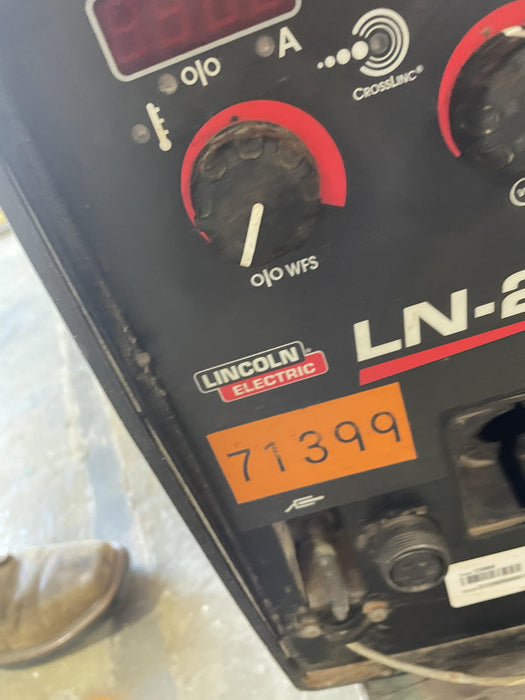 A
o|o
CROSSLINC®
o|o WFS
LN-2
LINCOLN®
ELECTRIC
71399